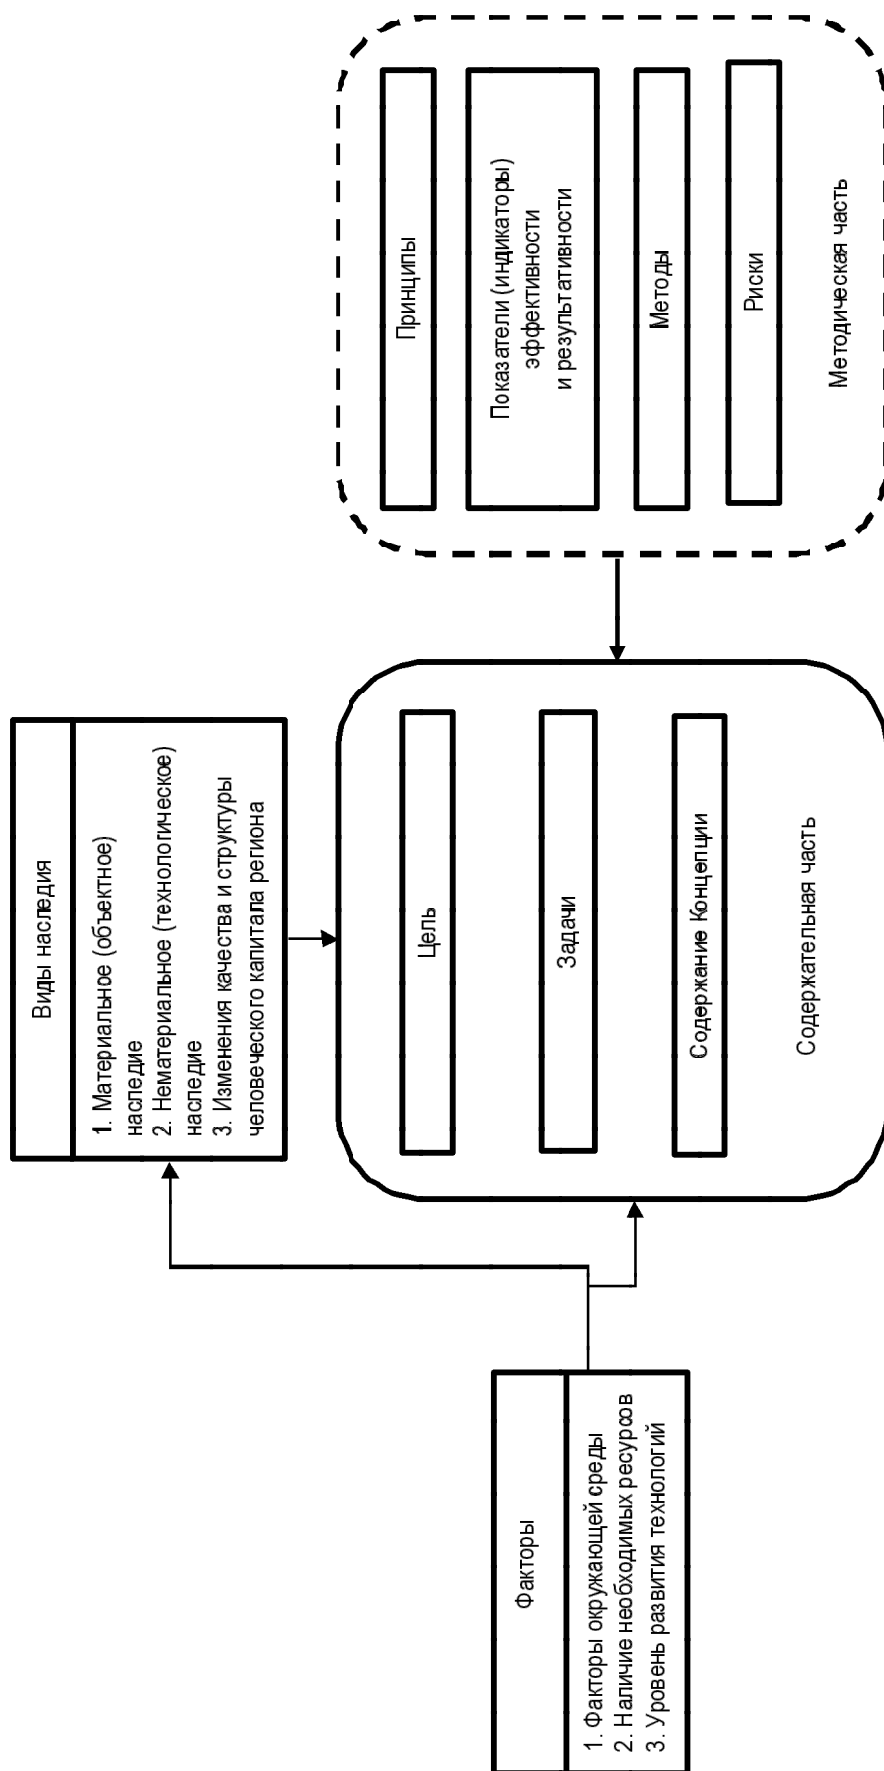 Виды наследия
1. Материальное (объектное)
наследие
2. Нематериальное (технологическое)
наследие
3. Изменения качества и структуры
человеческого капитала региона
Факторы
1. Факторы окружающей среды
2. Наличие необходимых ресурсов
3. Уровень развития технологий
Цель
Задачи
Содержание Концепции
Содержательная часть
Принципы
Показатели (индикаторы)
эффективности
и результативности
Методы
Риски
Методическая часть